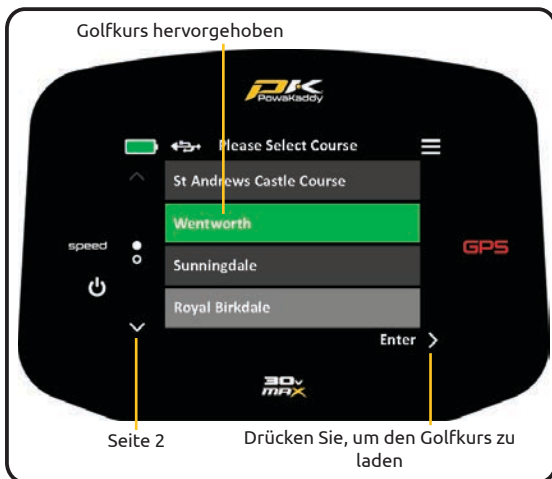 Golfkurs hervorgehoben
PK
PowaKaddy
Please Select Course
St Andrews Castle Course
Wentworth
speed
GPS
Sunningdale
Royal Birkdale
Enter
30v
MAX
Seite 2
Drücken Sie, um den Golfkurs zu
laden